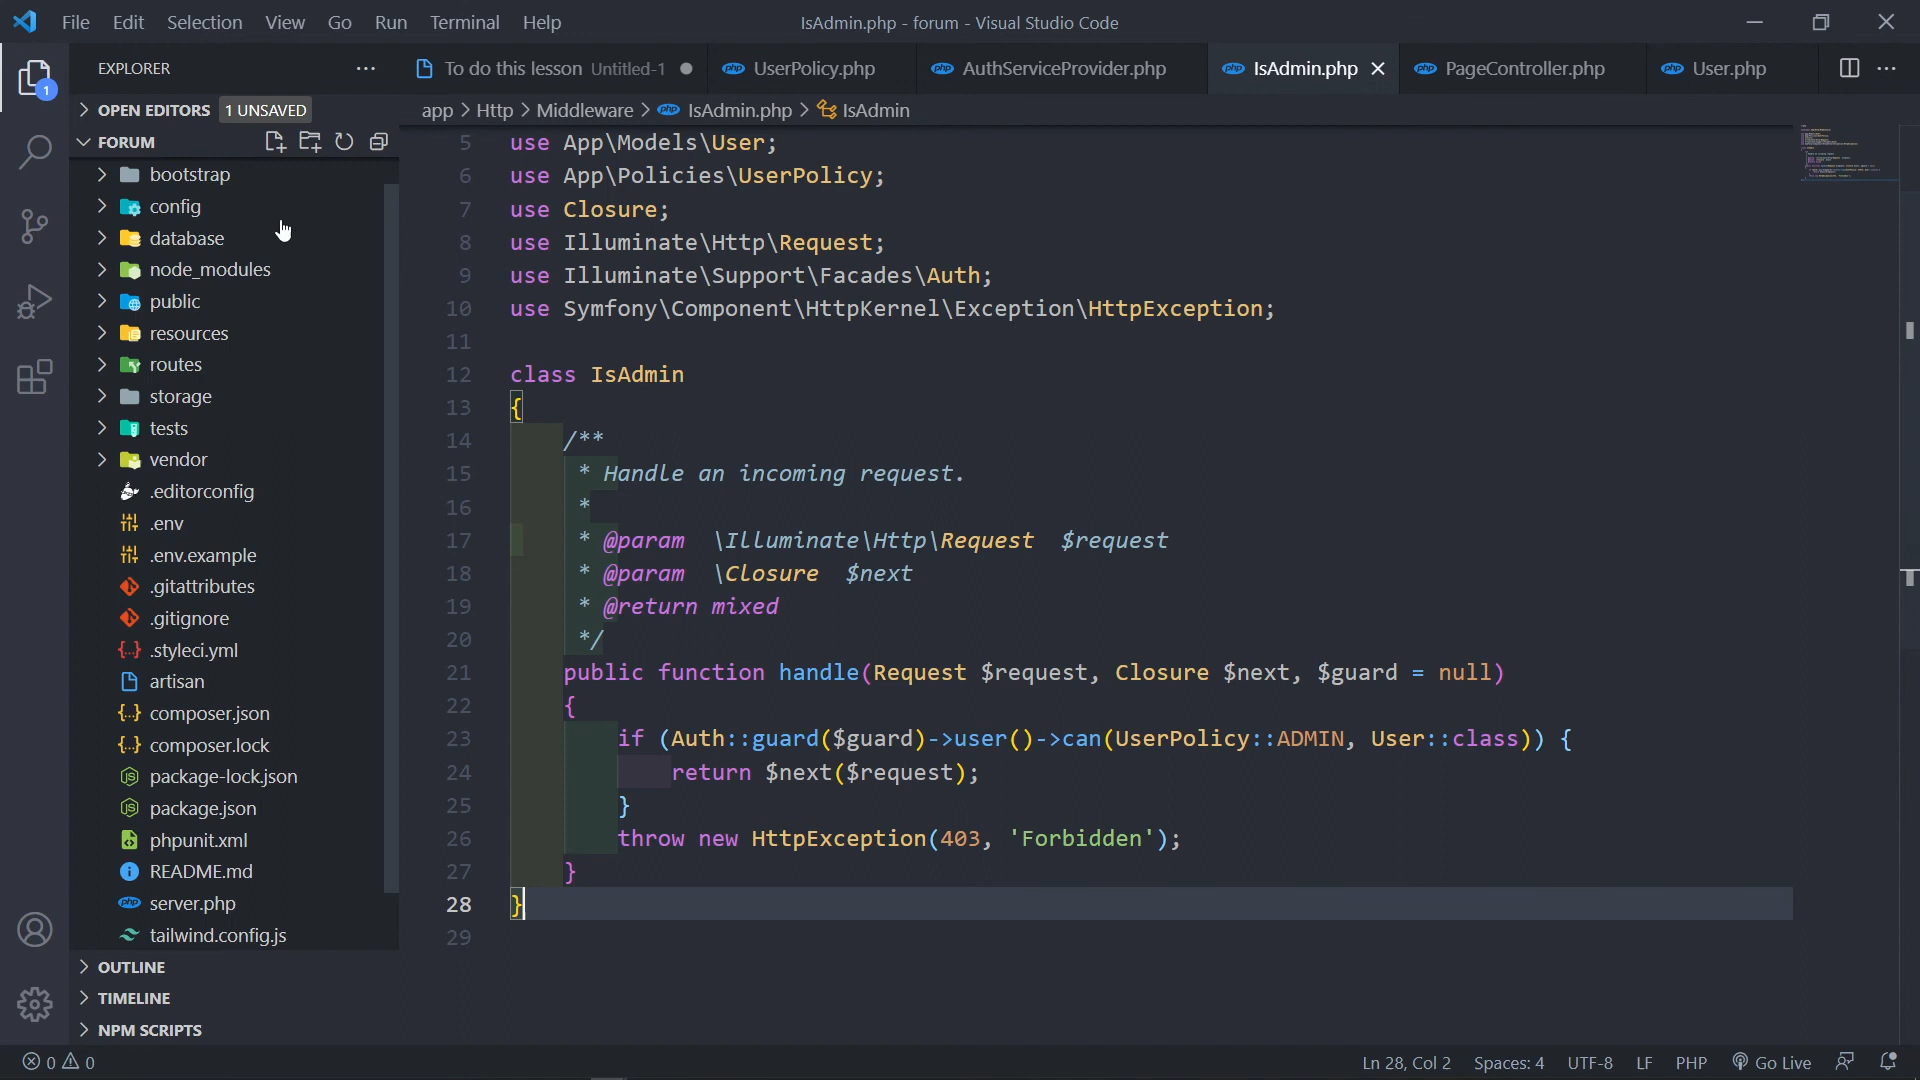 File Edit Selection View Go Run Terminal Help
IsAdmin.php - forum - Visual Studio Code
EXPLORER
To do this lesson Untitled-1
UserPolicy.php
AuthServiceProvider.php
IsAdmin.php
PageController.php
User.php
1
OPEN EDITORS 1 UNSAVED
app > Http > Middleware > IsAdmin.php > IsAdmin
FORUM
bootstrap
config
database
node_modules
public
resources
routes
storage
tests
vendor
.editorconfig
.env
.env.example
.gitattributes
.gitignore
.styleci.yml
artisan
composer.json
composer.lock
package-lock.json
package.json
phpunit.xml
README.md
server.php
tailwind.config.js
OUTLINE
TIMELINE
NPM SCRIPTS
5 use App\Models\User;
6 use App\Policies\UserPolicy;
7 use Closure;
8 use Illuminate\Http\Request;
9 use Illuminate\Support\Facades\Auth;
10 use Symfony\Component\HttpKernel\Exception\HttpException;
11
12 class IsAdmin
13 {
14 /**
15 * Handle an incoming request.
16 *
17 * @param \Illuminate\Http\Request $request
18 * @param \Closure $next
19 * @return mixed
20 */
21 public function handle(Request $request, Closure $next, $guard = null)
22 {
23 if (Auth::guard($guard)->user()->can(UserPolicy::ADMIN, User::class)) {
24 return $next($request);
25 }
26 throw new HttpException(403, 'Forbidden');
27 }
28 }
29
0 0
Ln 28, Col 2 Spaces: 4 UTF-8 LF PHP Go Live